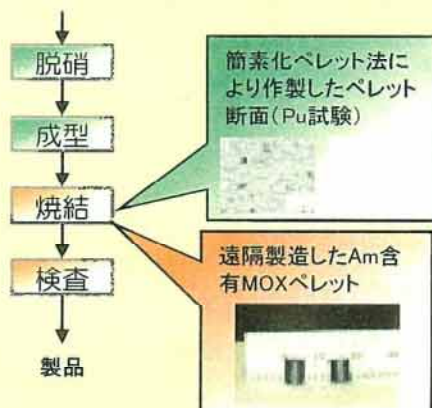 脱硝
成型
焼結
検査
製品
簡素化ペレット法に
より作製したペレット
断面(Pu試験)
遠隔製造したAm含
有MOXペレット